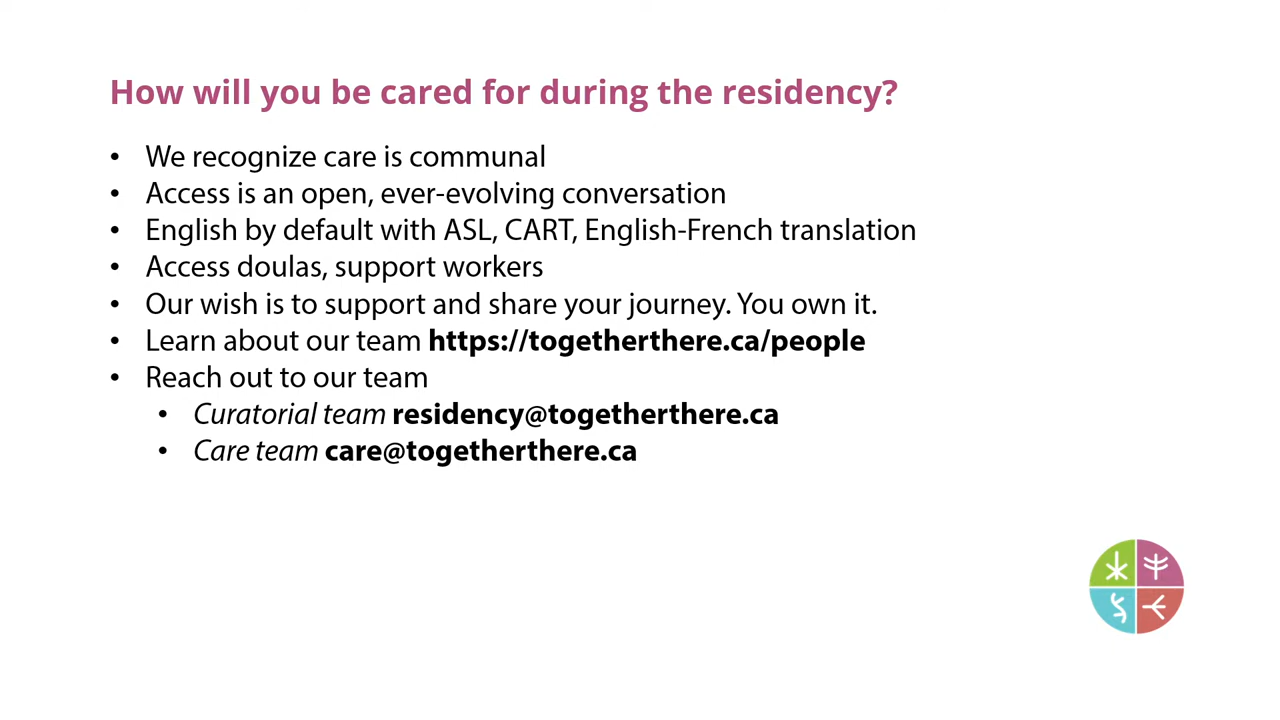 How will you be cared for during the residency?
• We recognize care is communal
• Access is an open, ever-evolving conversation
• English by default with ASL, CART, English-French translation
• Access doulas, support workers
• Our wish is to support and share your journey. You own it.
• Learn about our team https://togetherthere.ca/people
• Reach out to our team
• Curatorial team residency@togetherthere.ca
• Care team care@togetherthere.ca